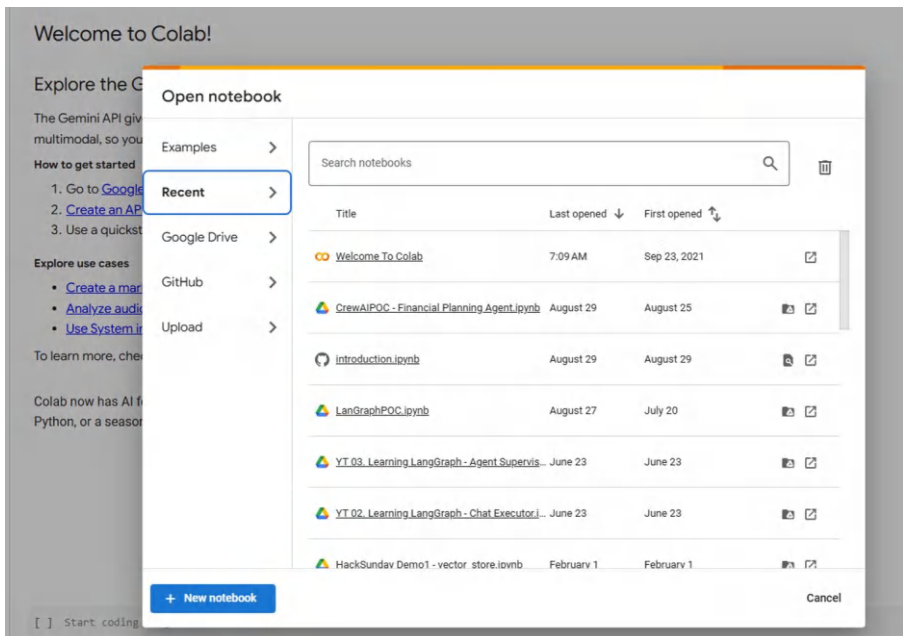 Welcome to Colab!
Explore the G
The Gemini API giv
multimodal, so you
How to get started
1. Go to Google
2. Create an AP
3. Use a quickst
Explore use cases
Create a mar
Analyze audio
Use System in
To learn more, che
Colab now has AI f
Python, or a season
[ ] Start coding
Open notebook
Examples
Recent
Google Drive
GitHub
Upload
Search notebooks
Title Last opened First opened
Welcome To Colab 7:09 AM Sep 23, 2021
CrewAIPOC - Financial Planning Agent.ipynb August 29 August 25
introduction.ipynb August 29 August 29
LanGraphPOC.ipynb August 27 July 20
YT 03. Learning LangGraph - Agent Supervis... June 23 June 23
YT 02. Learning LangGraph - Chat Executor.i... June 23 June 23
HackSunday Demo1 - vector_store.ipynb February 1 February 1
+ New notebook
Cancel